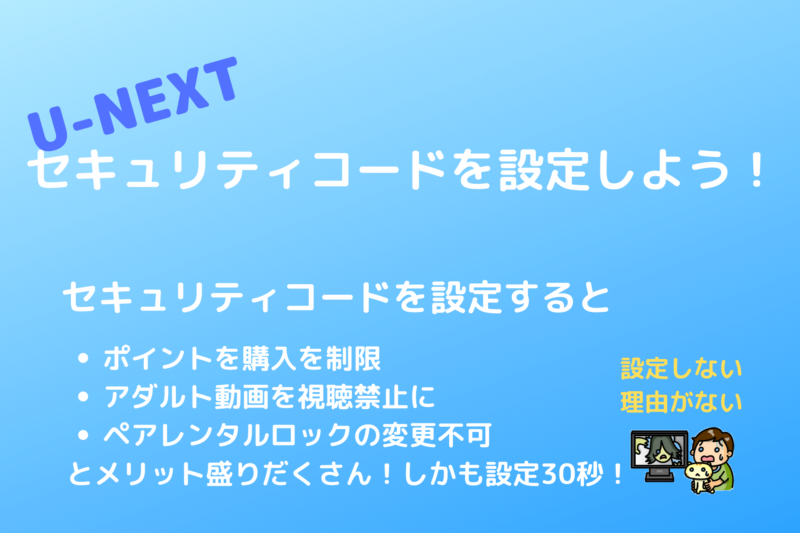 U-NEXT
セキュリティコードを設定しよう！
セキュリティコードを設定すると
• ポイントを購入を制限
• アダルト動画を視聴禁止に
• ペアレンタルロックの変更不可
とメリット盛りだくさん！しかも設定30秒！
設定しない
理由がない